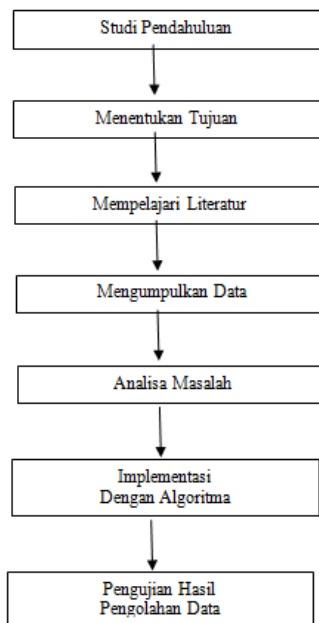 Studi Pendahuluan
Menentukan Tujuan
Mempelajari Literatur
Mengumpulkan Data
Analisa Masalah
Implementasi
Dengan Algoritma
Pengujian Hasil
Pengolahan Data